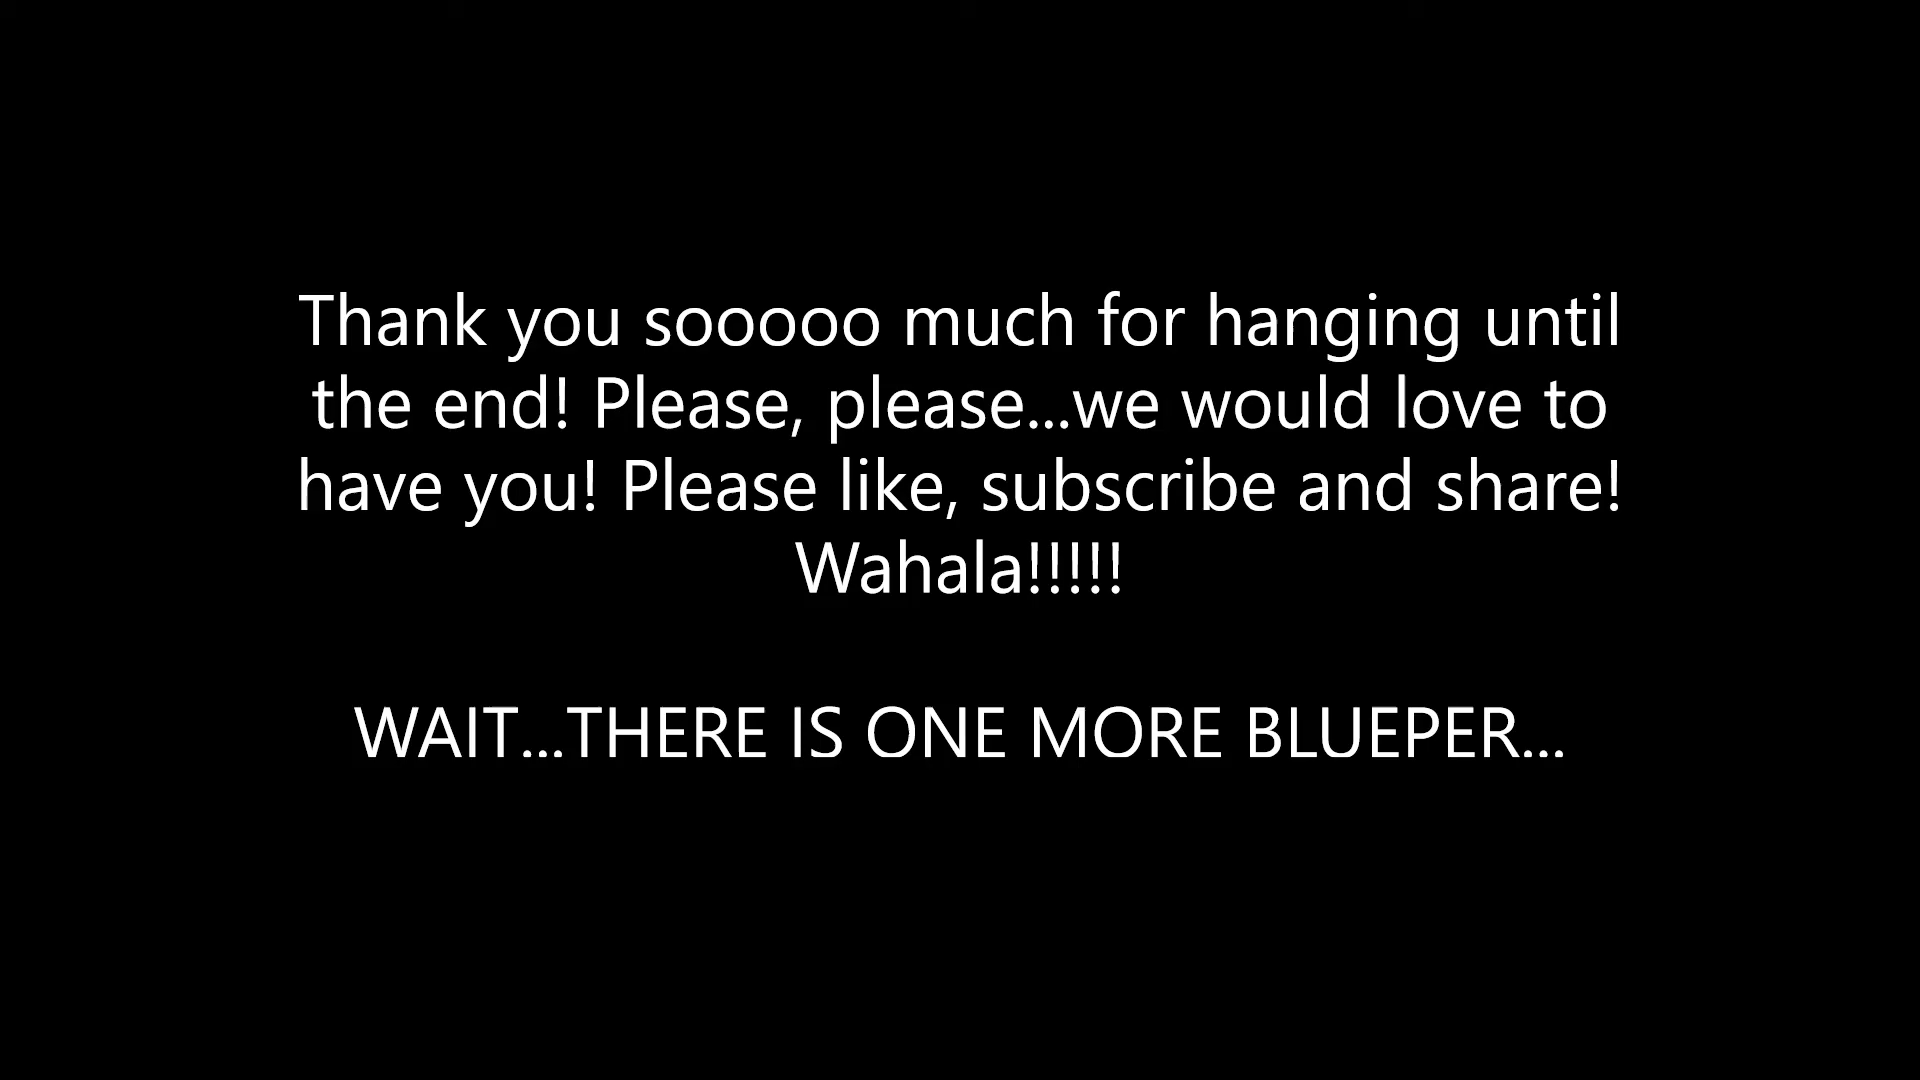 Thank you sooooo much for hanging until
the end! Please, please...we would love to
have you! Please like, subscribe and share!
Wahala!!!!!
WAIT...THERE IS ONE MORE BLUEPER...